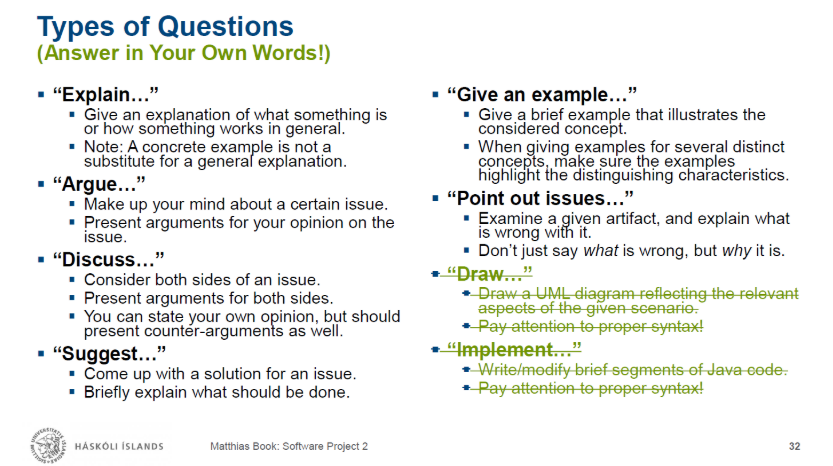 Types of Questions
(Answer in Your Own Words!)
“Explain…”
Give an explanation of what something is
or how something works in general.
Note: A concrete example is not a
substitute for a general explanation.
“Argue…”
Make up your mind about a certain issue.
Present arguments for your opinion on the
issue.
“Discuss…”
Consider both sides of an issue.
Present arguments for both sides.
You can state your own opinion, but should
present counter-arguments as well.
“Suggest…”
Come up with a solution for an issue.
Briefly explain what should be done.
“Give an example…”
Give a brief example that illustrates the
considered concept.
When giving examples for several distinct
concepts, make sure the examples
highlight the distinguishing characteristics.
“Point out issues…”
Examine a given artifact, and explain what
is wrong with it.
Don’t just say what is wrong, but why it is.
“Draw…”
Draw a UML diagram reflecting the relevant
aspects of the given scenario.
Pay attention to proper syntax!
“Implement…”
Write/modify brief segments of Java code.
Pay attention to proper syntax!
HÁSKÓLI ÍSLANDS
Matthias Book: Software Project 2
32